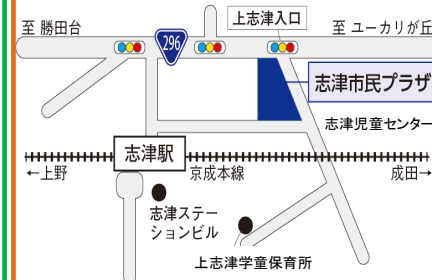 上志津入口
至 勝田台
至 ユーカリが丘
296
志津市民プラザ
志津児童センター
志津駅
←上野
京成本線
成田→
志津ステー
ションビル
上志津学童保育所